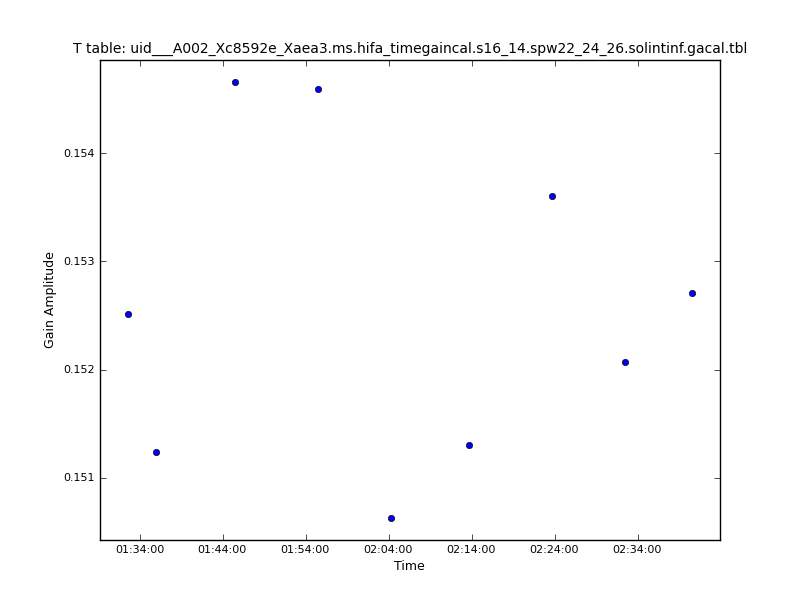 T table: uid___A002_Xc8592e_Xaea3.ms.hifa_timegaincal.s16_14.spw22_24_26.solintinf.gacal.tbl
0.154
0.153
0.152
0.151
Gain Amplitude
01:34:00 01:44:00 01:54:00 02:04:00 02:14:00 02:24:00 02:34:00
Time